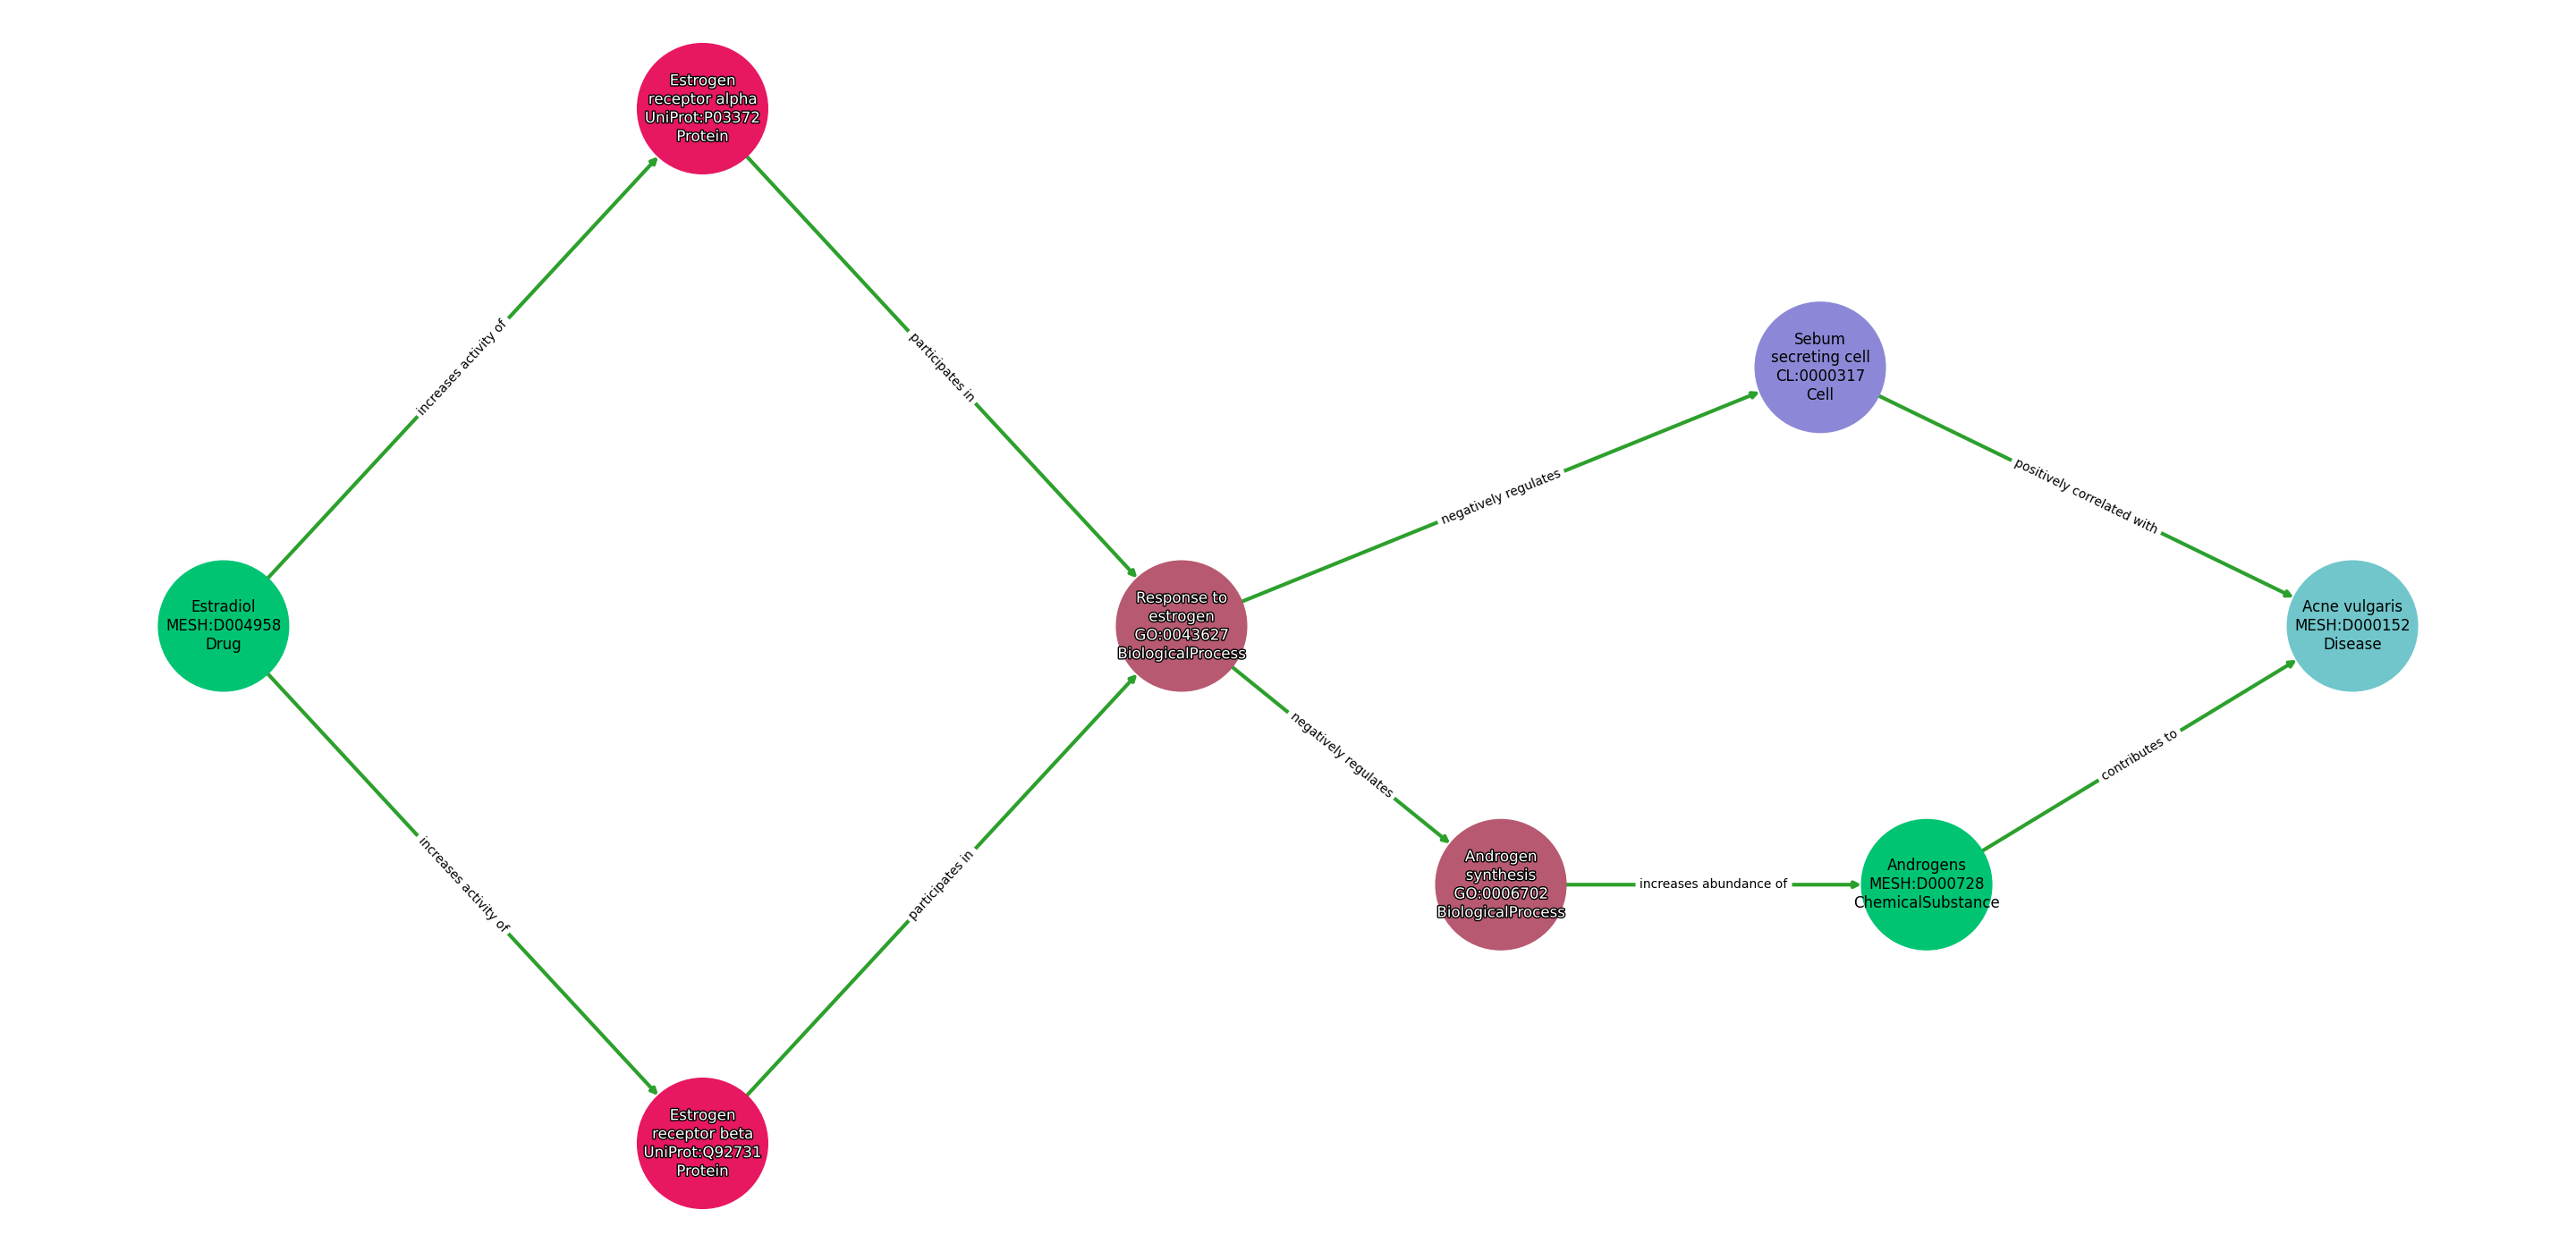 Estrogen
receptor alpha
UniProt:P03372
Protein
increases activity of
participates in
Sebum
secreting cell
CL:0000317
Cell
negatively regulates
positively correlated with
Estradiol
MESH:D004958
Drug
Response to
estrogen
GO:0043627
BiologicalProcess
Acne vulgaris
MESH:D000152
Disease
negatively regulates
contributes to
increases activity of
participates in
Androgen
synthesis
GO:0006702
BiologicalProcess
increases abundance of
Androgens
MESH:D000728
ChemicalSubstance
Estrogen
receptor beta
UniProt:Q92731
Protein